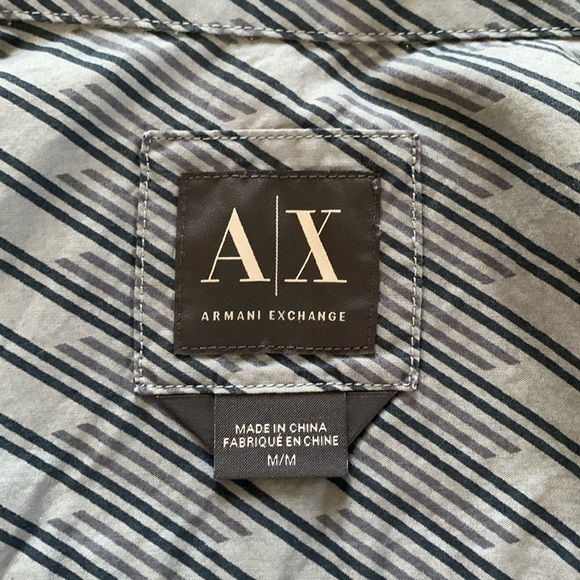 A|X
ARMANI EXCHANGE
MADE IN CHINA
FABRIQUÉ EN CHINE
M/M